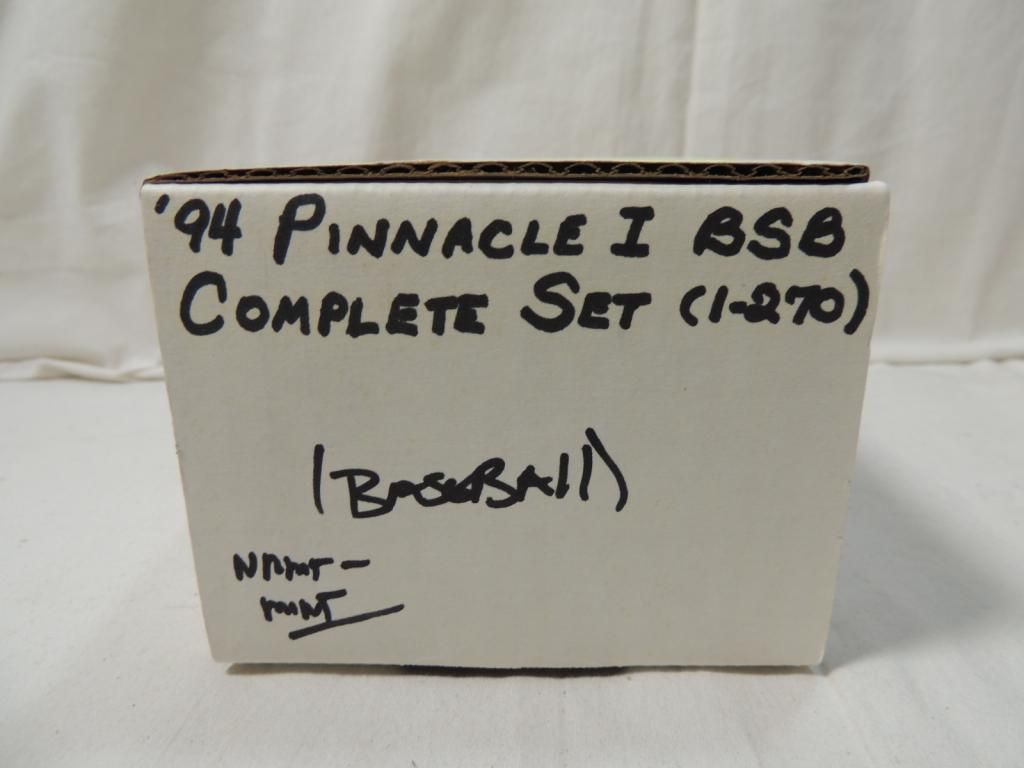 '94 PINNACLE I BSB
COMPLETE SET (1-270)
(BASEBALL)
NRMT-
MINT